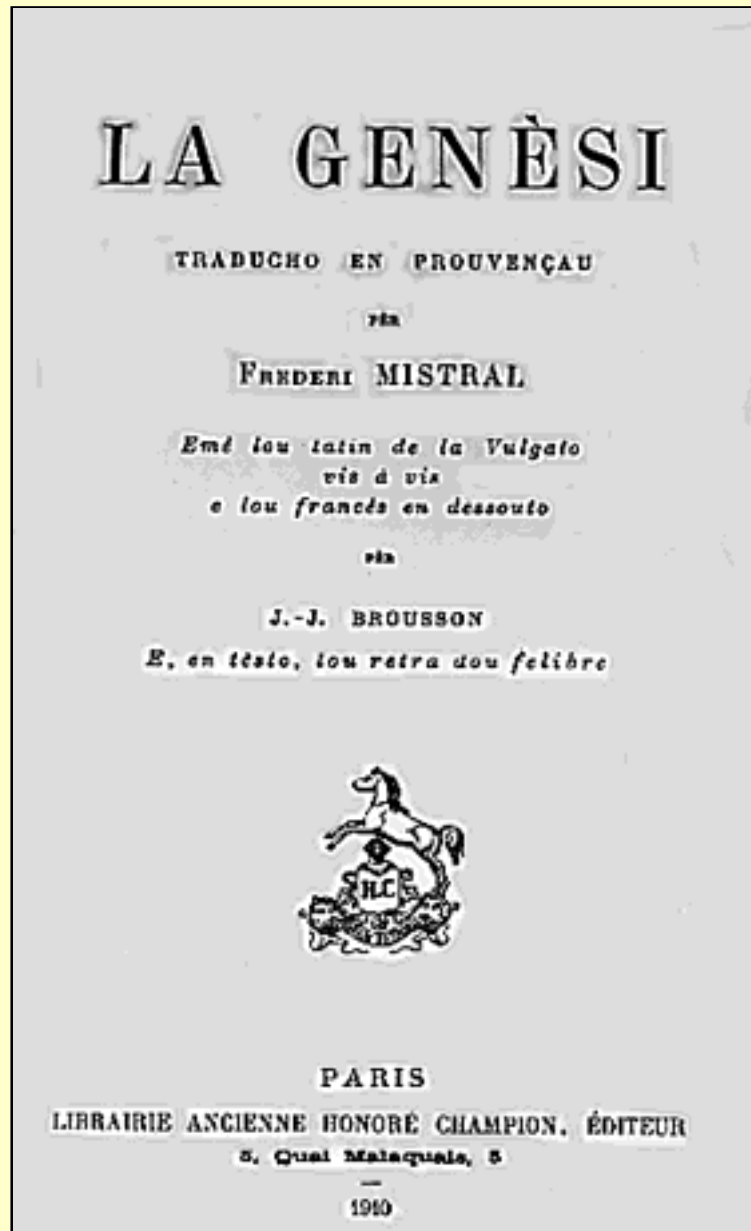 LA GENÈSI
TRADUCHO EN PROUVENÇAU
PÈR
FREDERI MISTRAL
Emé lou latin de la Vulgato
vis à vis
e lou francés en dessouto
PÈR
J.-J. BROUSSON
E, en tèsto, lou retra dou felibre
H.C
PARIS
LIBRAIRIE ANCIENNE HONORÉ CHAMPION, ÉDITEUR
5, Quai Malaquais, 5
1910